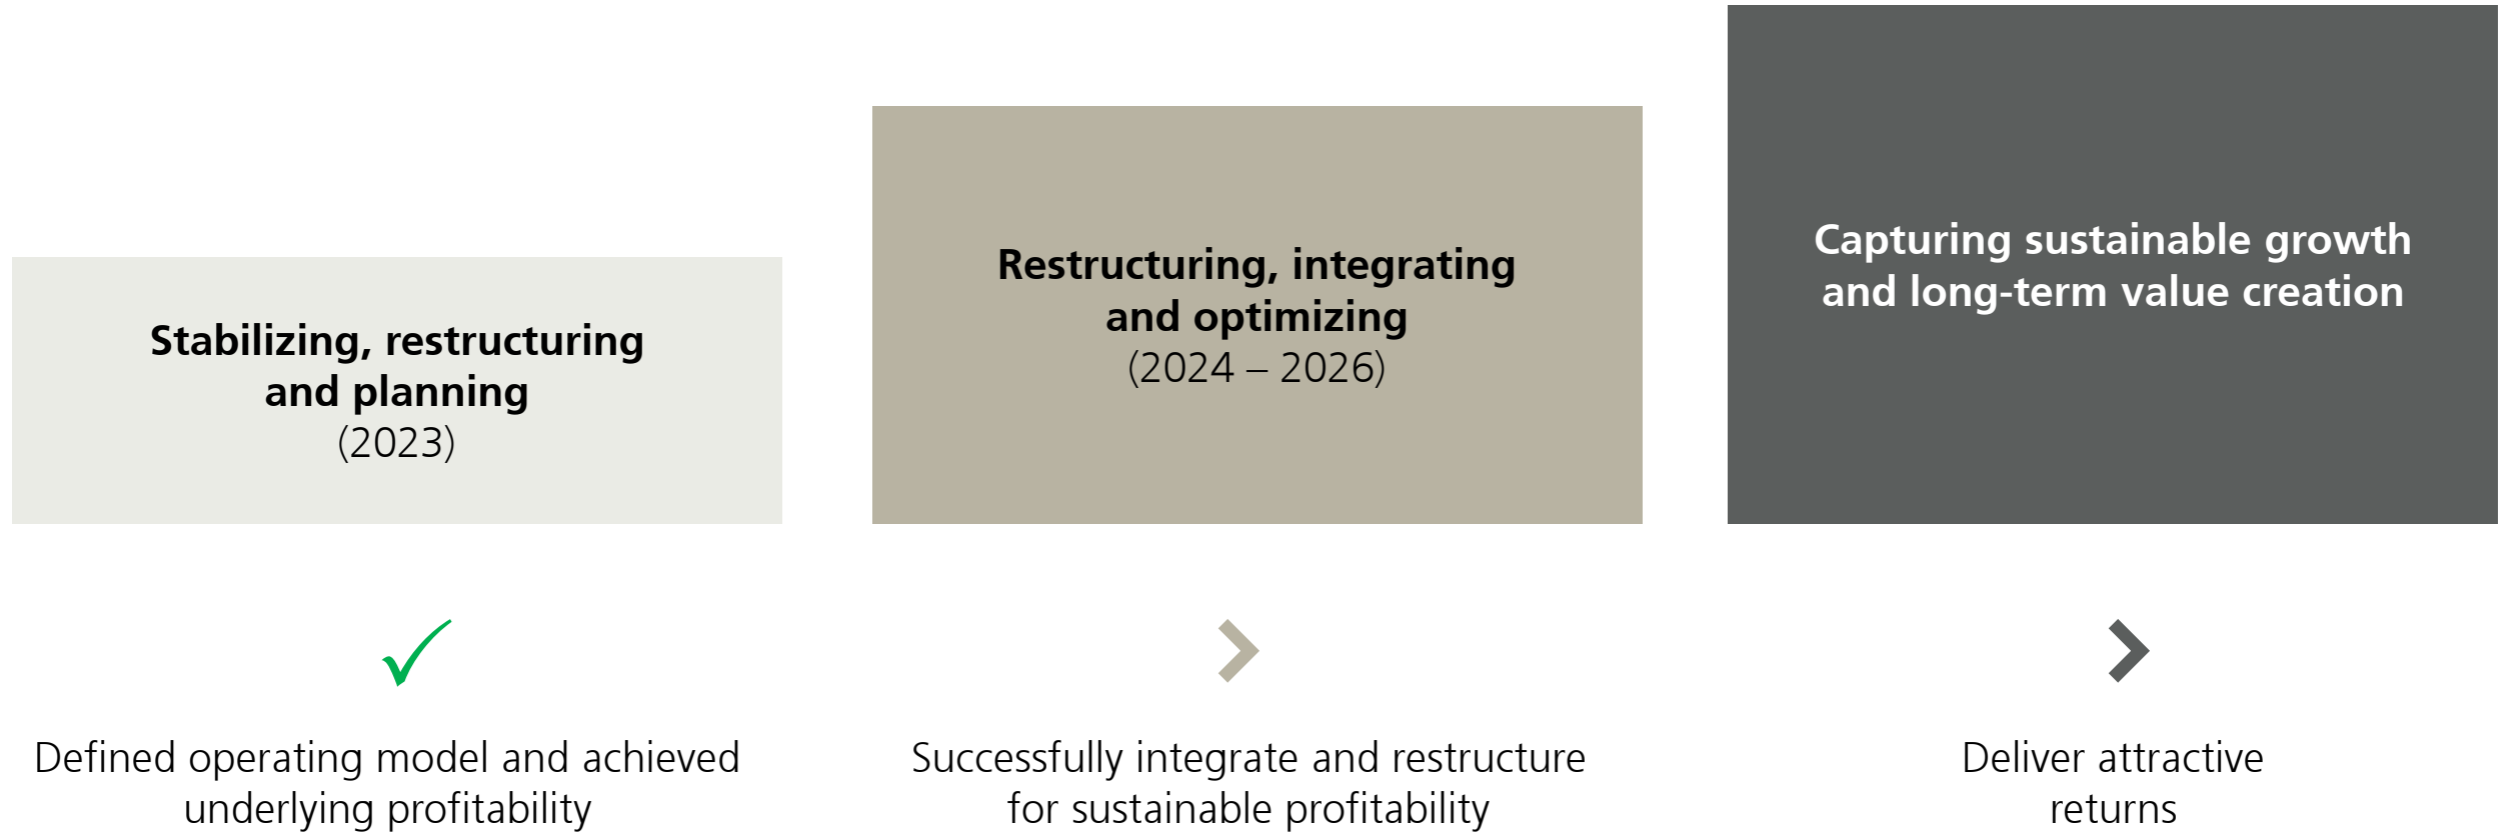 Stabilizing, restructuring
and planning
(2023)
Restructuring, integrating
and optimizing
(2024 – 2026)
Capturing sustainable growth
and long-term value creation
Defined operating model and achieved
underlying profitability
Successfully integrate and restructure
for sustainable profitability
Deliver attractive
returns